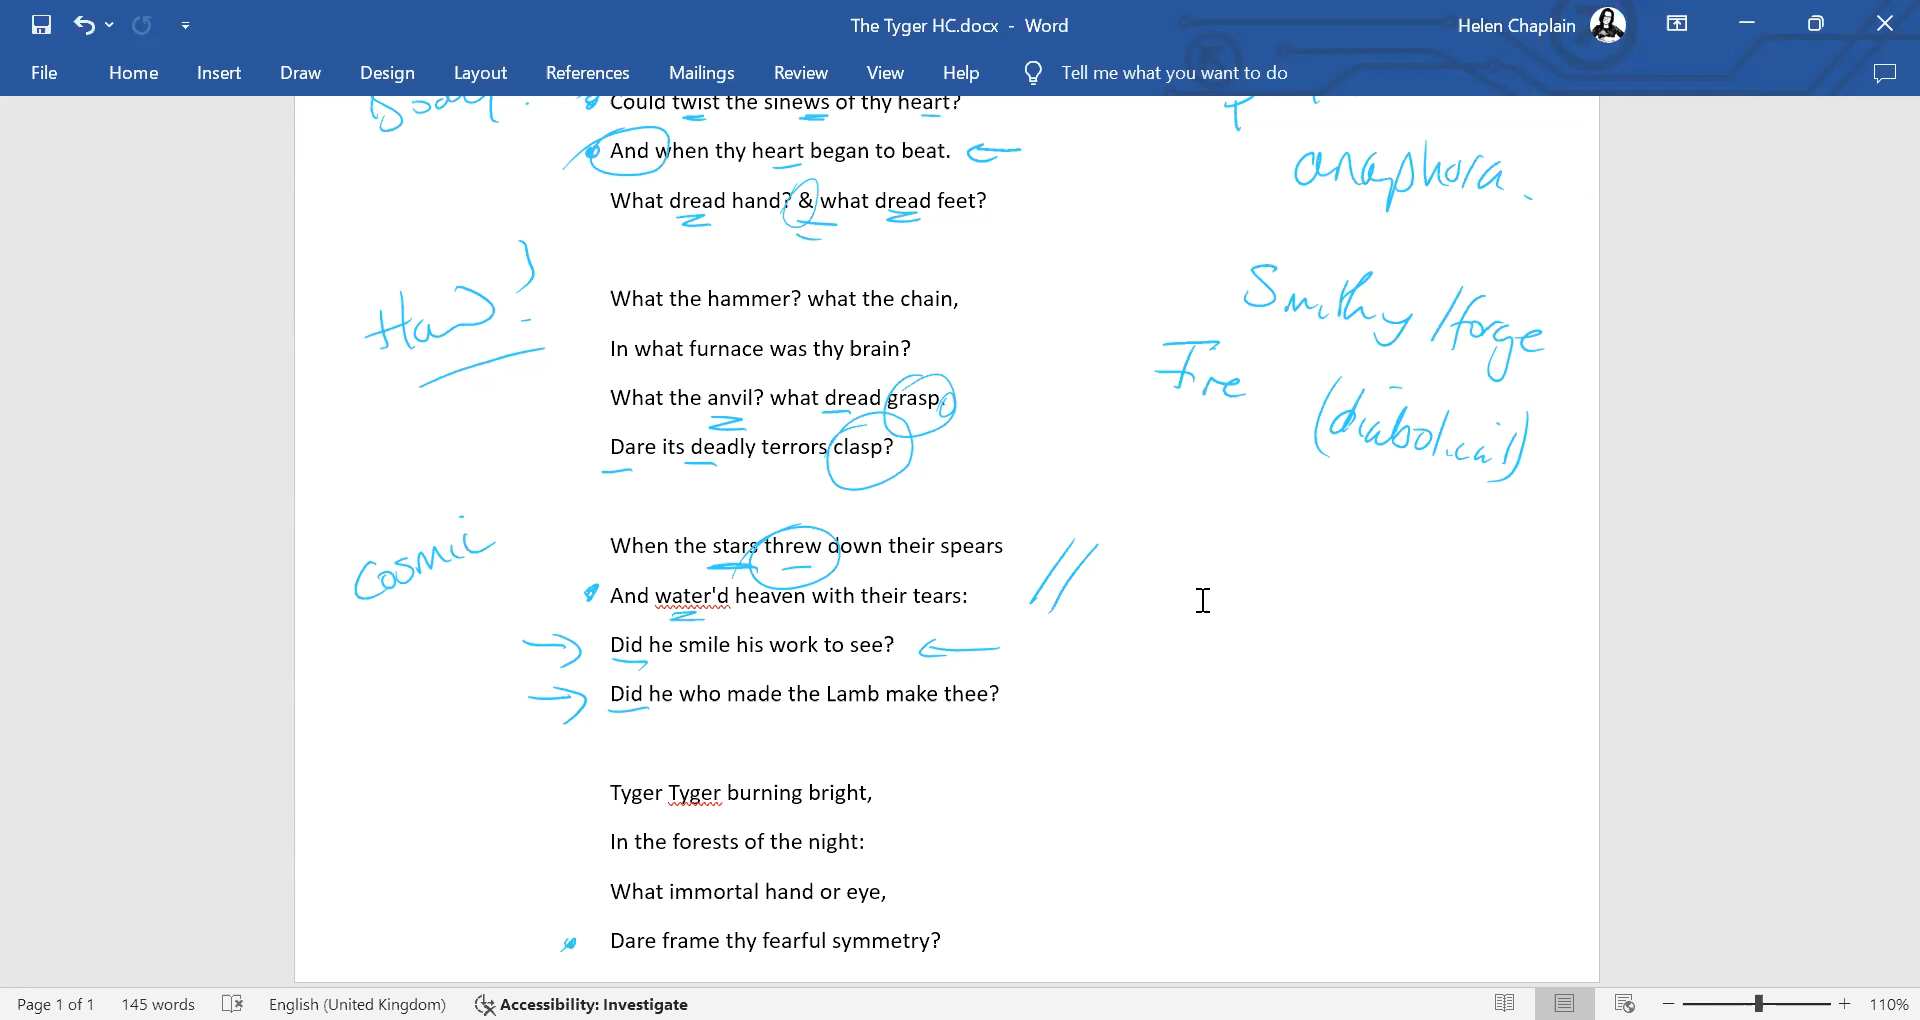 The Tyger HC.docx - Word
Helen Chaplain
File Home Insert Draw Design Layout References Mailings Review View Help Tell me what you want to do
Body?
Could twist the sinews of thy heart?
And when thy heart began to beat.
anaphora.
What dread hand? & what dread feet?
What the hammer? what the chain,
Smithy/forge
In what furnace was thy brain?
Fire
What the anvil? what dread grasp.
(diabolical)
Dare its deadly terrors clasp?
Cosmic
When the stars threw down their spears
//
And water'd heaven with their tears:
Did he smile his work to see?
Did he who made the Lamb make thee?
Tyger Tyger burning bright,
In the forests of the night:
What immortal hand or eye,
Dare frame thy fearful symmetry?
Page 1 of 1 145 words English (United Kingdom) Accessibility: Investigate 110%